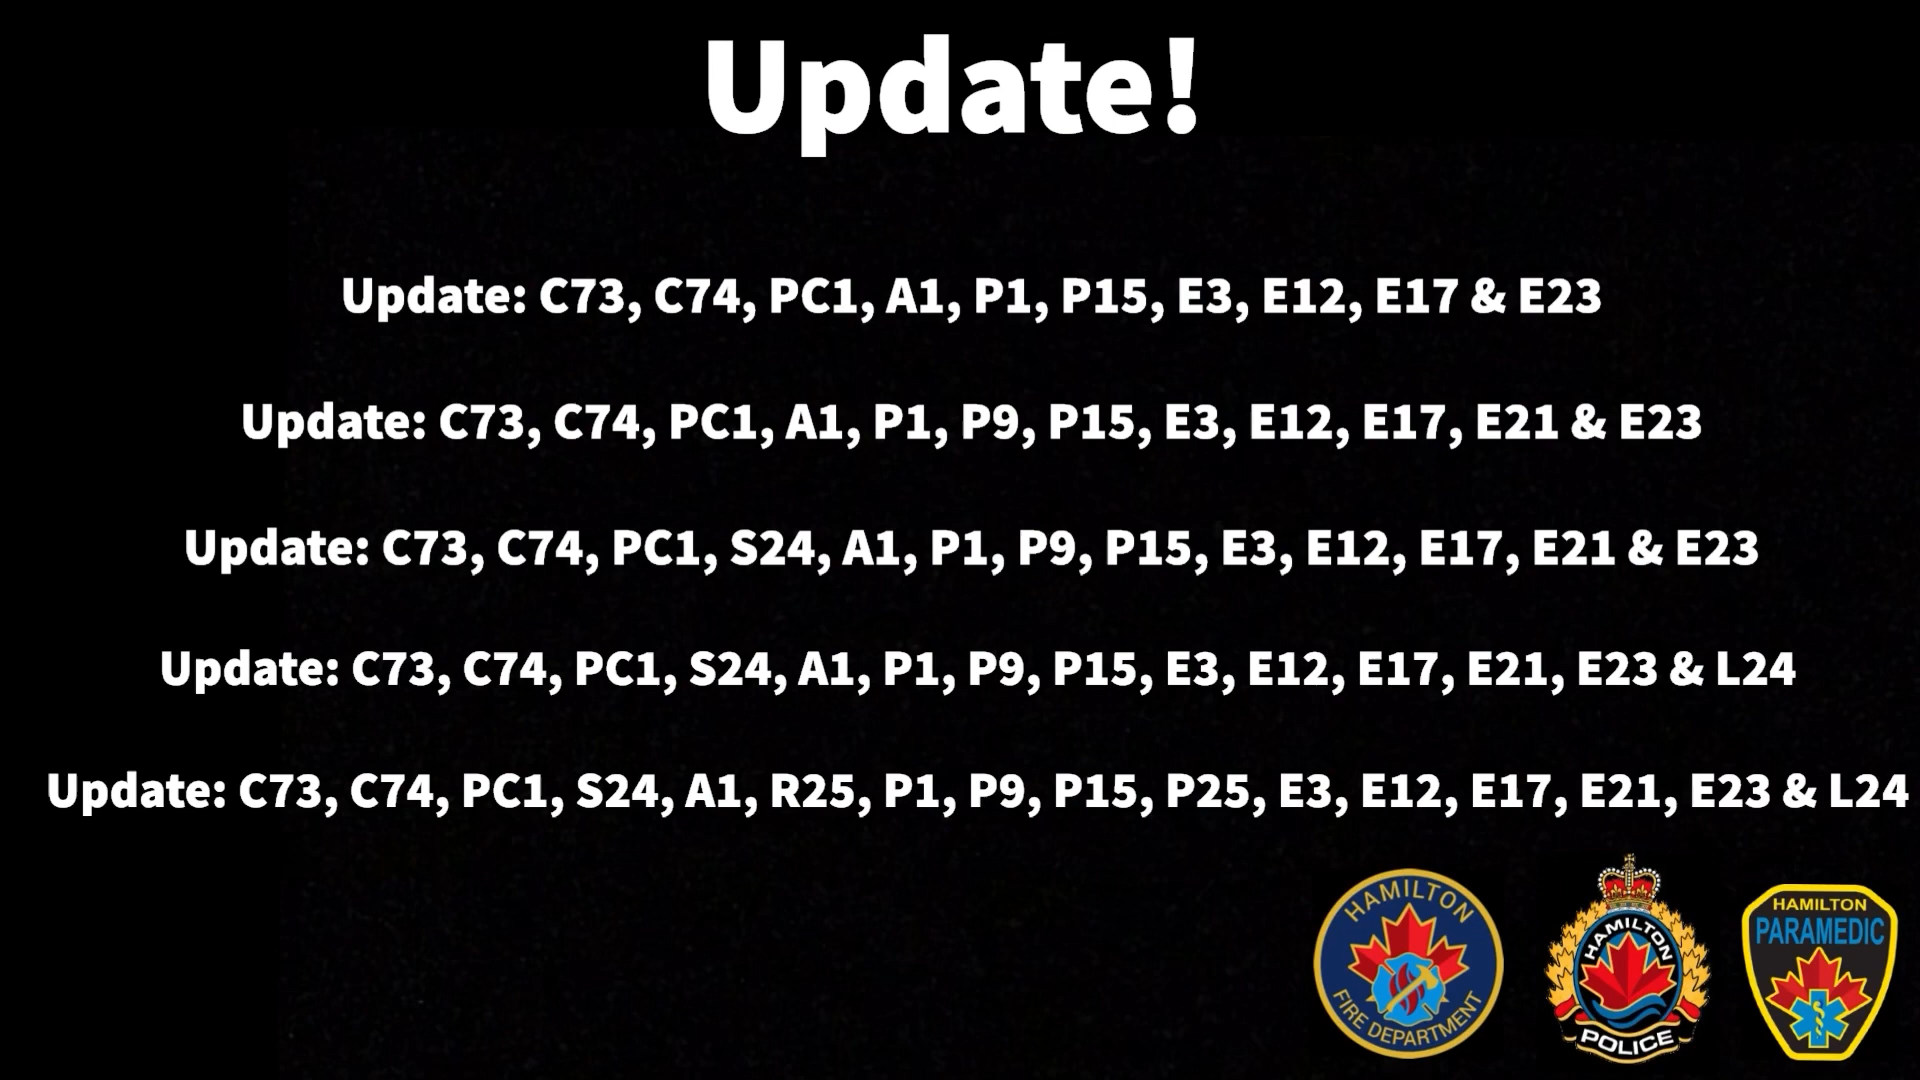 Update!
Update: C73, C74, PC1, A1, P1, P15, E3, E12, E17 & E23
Update: C73, C74, PC1, A1, P1, P9, P15, E3, E12, E17, E21 & E23
Update: C73, C74, PC1, S24, A1, P1, P9, P15, E3, E12, E17, E21 & E23
Update: C73, C74, PC1, S24, A1, P1, P9, P15, E3, E12, E17, E21, E23 & L24
Update: C73, C74, PC1, S24, A1, R25, P1, P9, P15, P25, E3, E12, E17, E21, E23 & L24
HAMILTON
FIRE DEPARTMENT
HAMILTON
POLICE
HAMILTON
PARAMEDIC